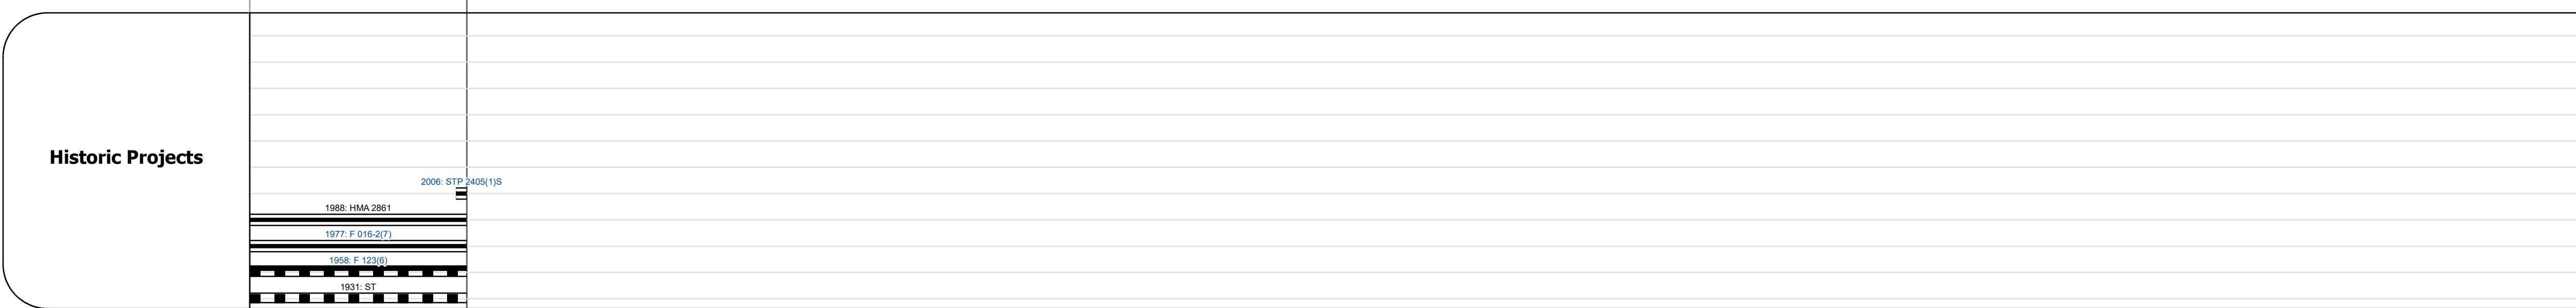 Historic Projects
2006: STP 2405(1)S
1988: HMA 2861
1977: F 016-2(7)
1958: F 123(6)
1931: ST